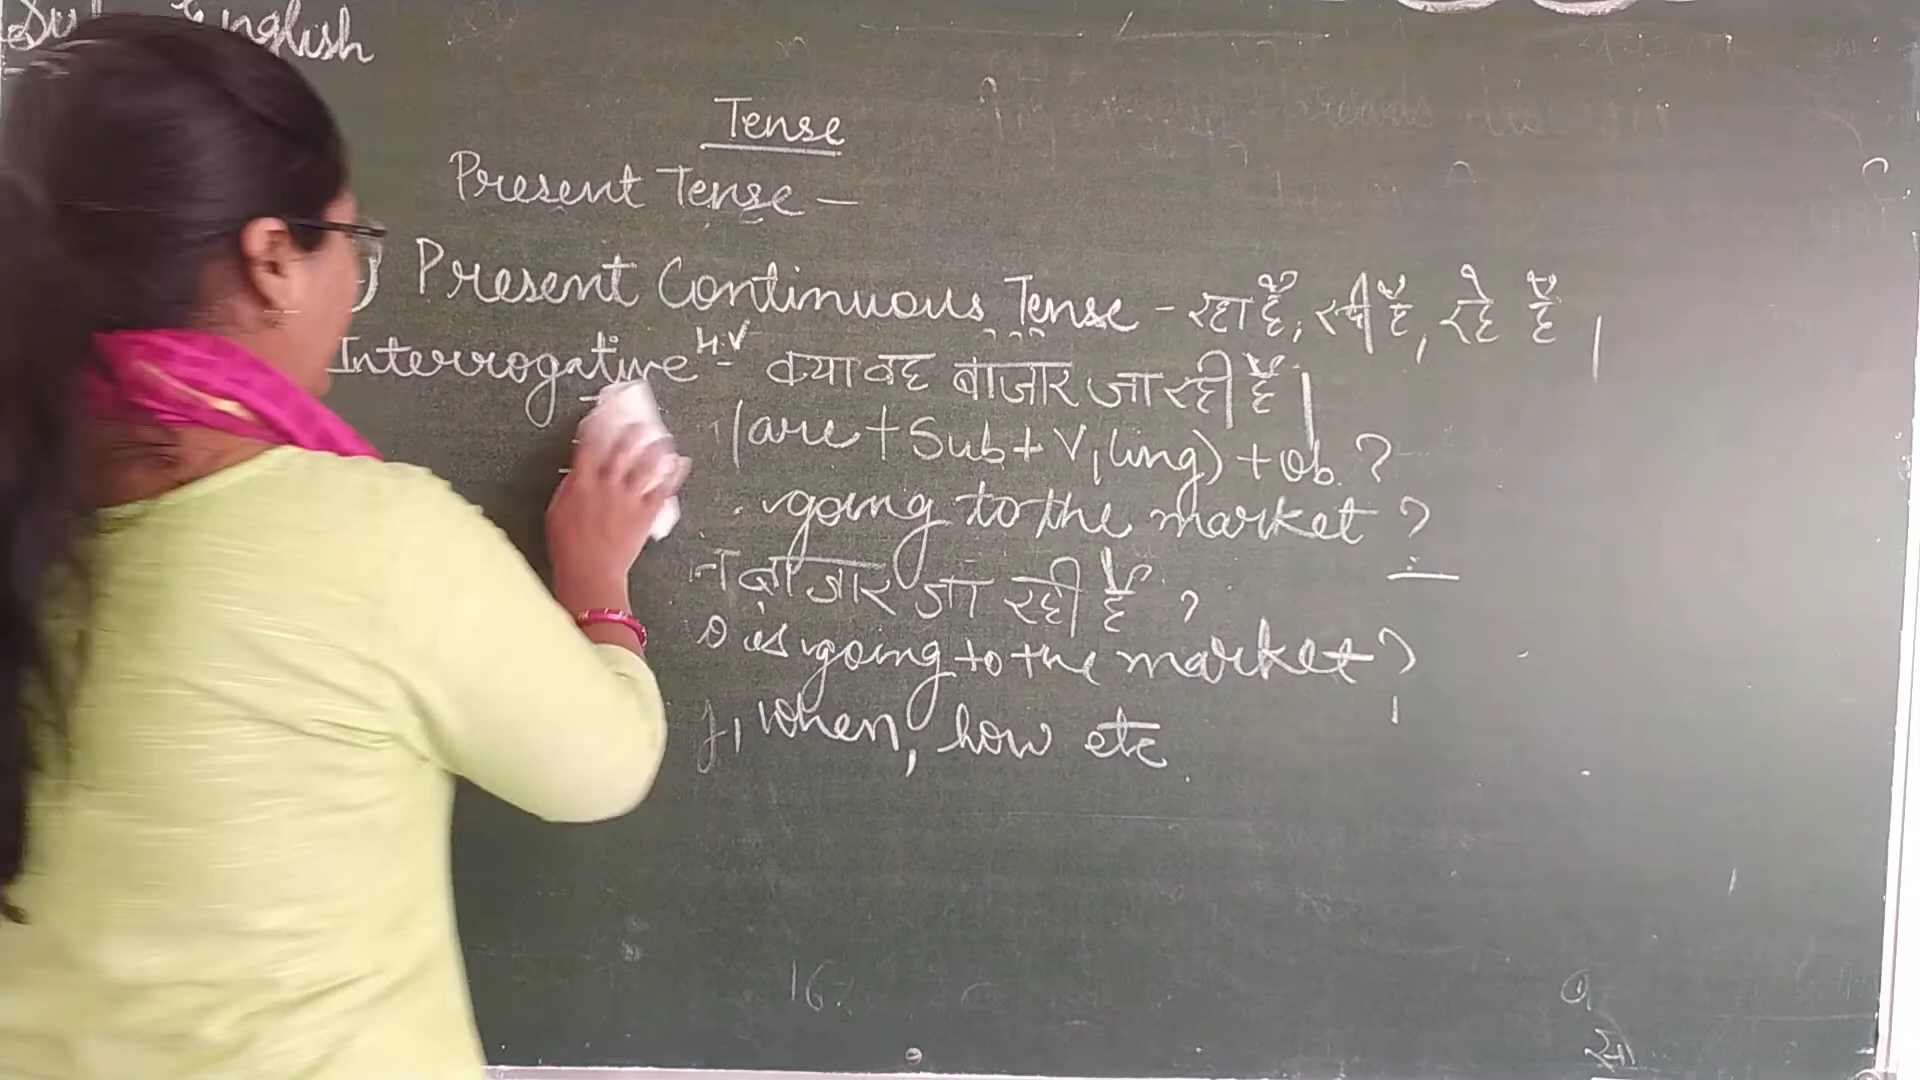 English
Tense
Present Tense –
Present Continuous Tense - रहा है, रही है, रहे हैं |
Interrogative H.V - क्या वह बाजार जा रही है |
are + Sub + V1 (ing) + Ob. ?
going to the market ?
बाजार जा रही है ?
is going to the market ?
, when, how etc.
16